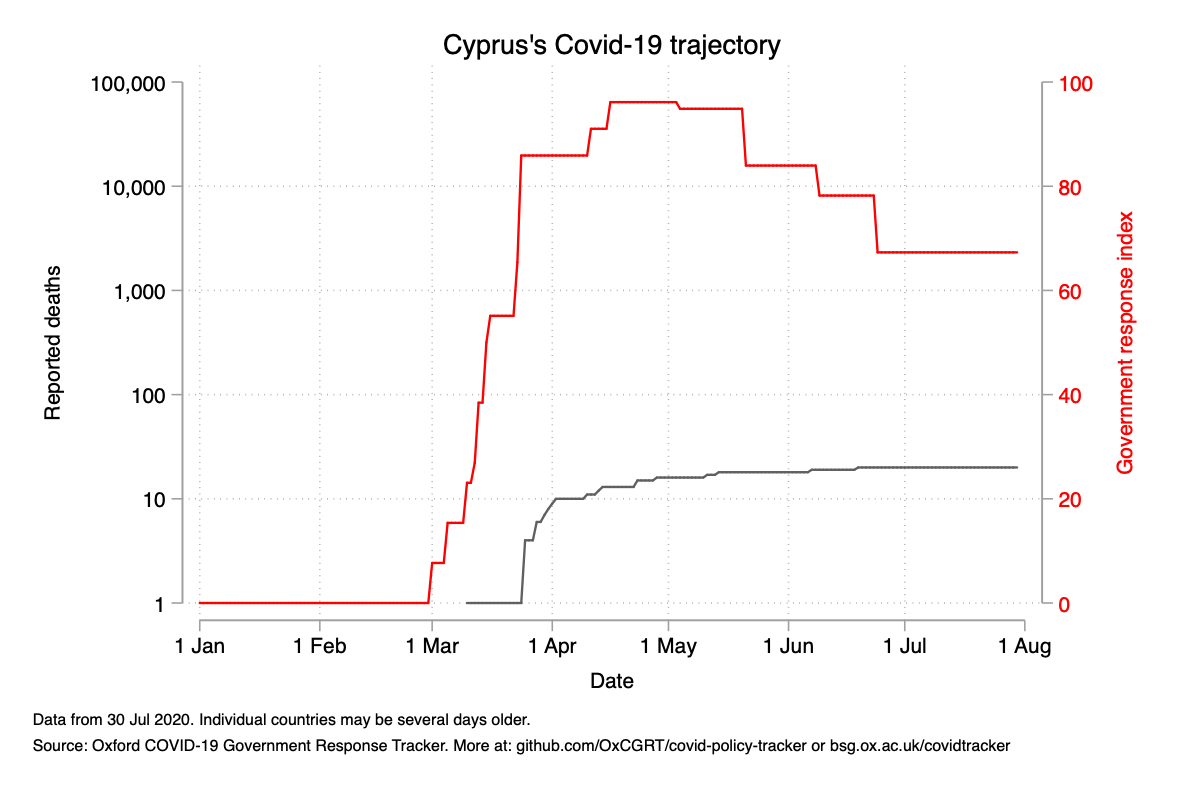 Cyprus's Covid-19 trajectory
100,000
10,000
1,000
100
10
1
Reported deaths
100
80
60
40
20
0
Government response index
1 Jan 1 Feb 1 Mar 1 Apr 1 May 1 Jun 1 Jul 1 Aug
Date
Data from 30 Jul 2020. Individual countries may be several days older.
Source: Oxford COVID-19 Government Response Tracker. More at: github.com/OxCGRT/covid-policy-tracker or bsg.ox.ac.uk/covidtracker